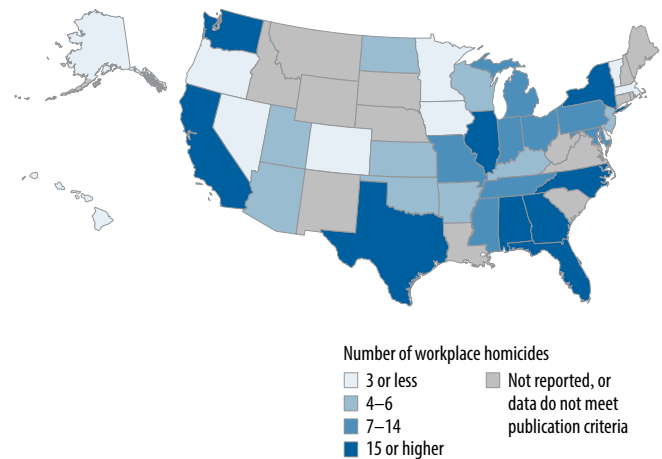 Number of workplace homicides
3 or less
4–6
7–14
15 or higher
Not reported, or
data do not meet
publication criteria